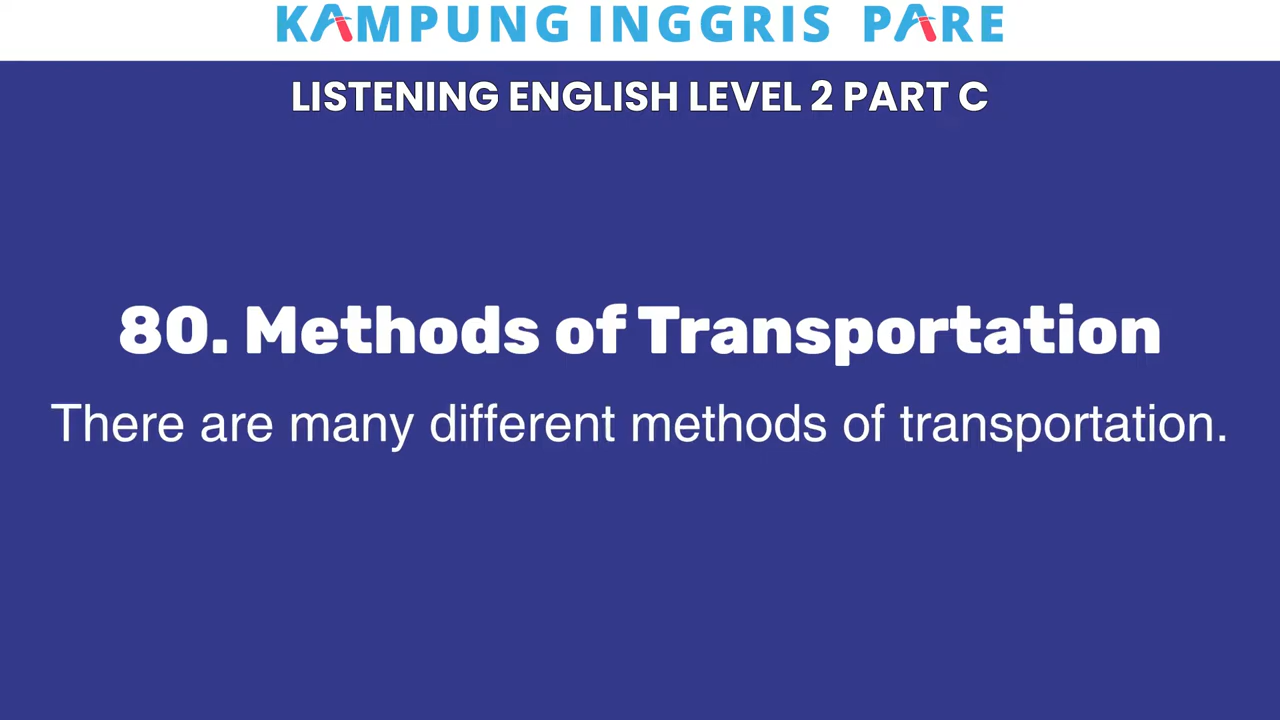 KAMPUNG INGGRIS PARE
LISTENING ENGLISH LEVEL 2 PART C
80. Methods of Transportation
There are many different methods of transportation.